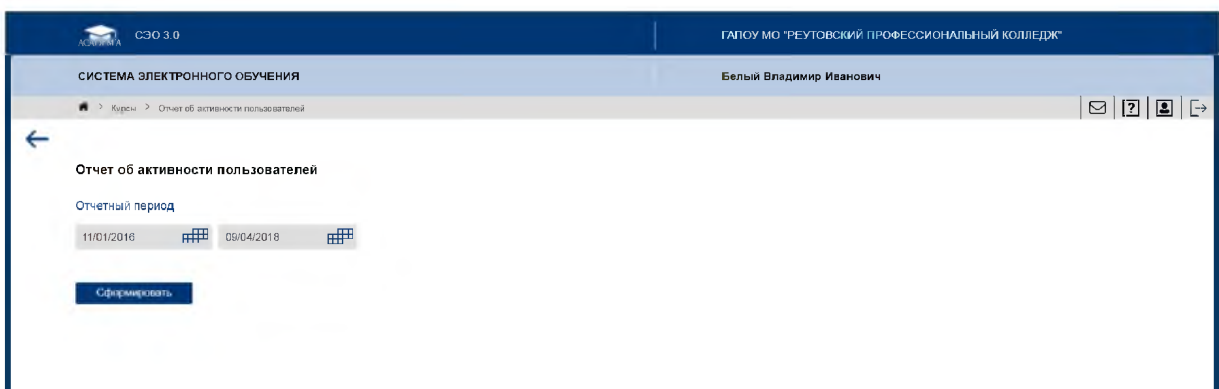 ACADEMIA
СЭО 3.0
ГАПОУ МО "РЕУТОВСКИЙ ПРОФЕССИОНАЛЬНЫЙ КОЛЛЕДЖ"
СИСТЕМА ЭЛЕКТРОННОГО ОБУЧЕНИЯ
Белый Владимир Иванович
> Курсы > Отчет об активности пользователей
Отчет об активности пользователей
Отчетный период
11/01/2016
09/04/2018
Сформировать